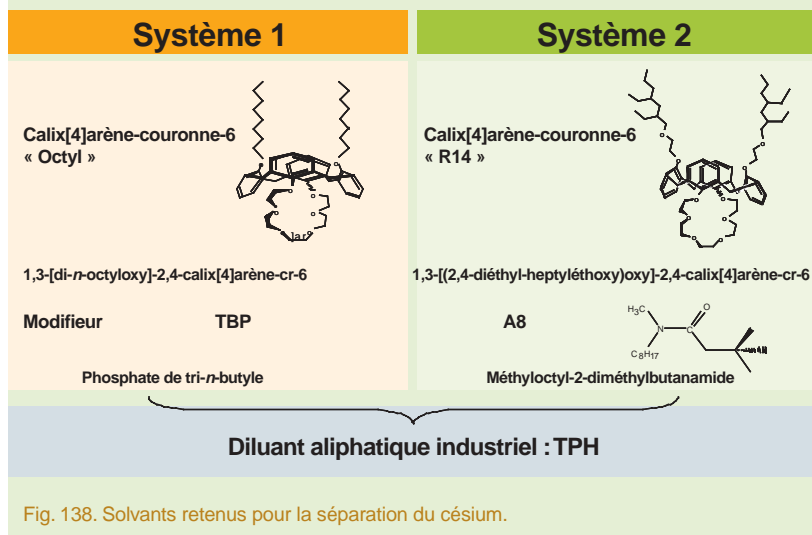 Système 1
Système 2
Calix[4]arène-couronne-6
« Octyl »
Calix[4]arène-couronne-6
« R14 »
1,3-[di-n-octyloxy]-2,4-calix[4]arène-cr-6
1,3-[(2,4-diéthyl-heptyléthoxy)oxy]-2,4-calix[4]arène-cr-6
Modifieur
TBP
A8
H₃C
O
N
C
C₈H₁₇
Phosphate de tri-n-butyle
Méthyloctyl-2-diméthylbutanamide
Diluant aliphatique industriel : TPH
Fig. 138. Solvants retenus pour la séparation du césium.